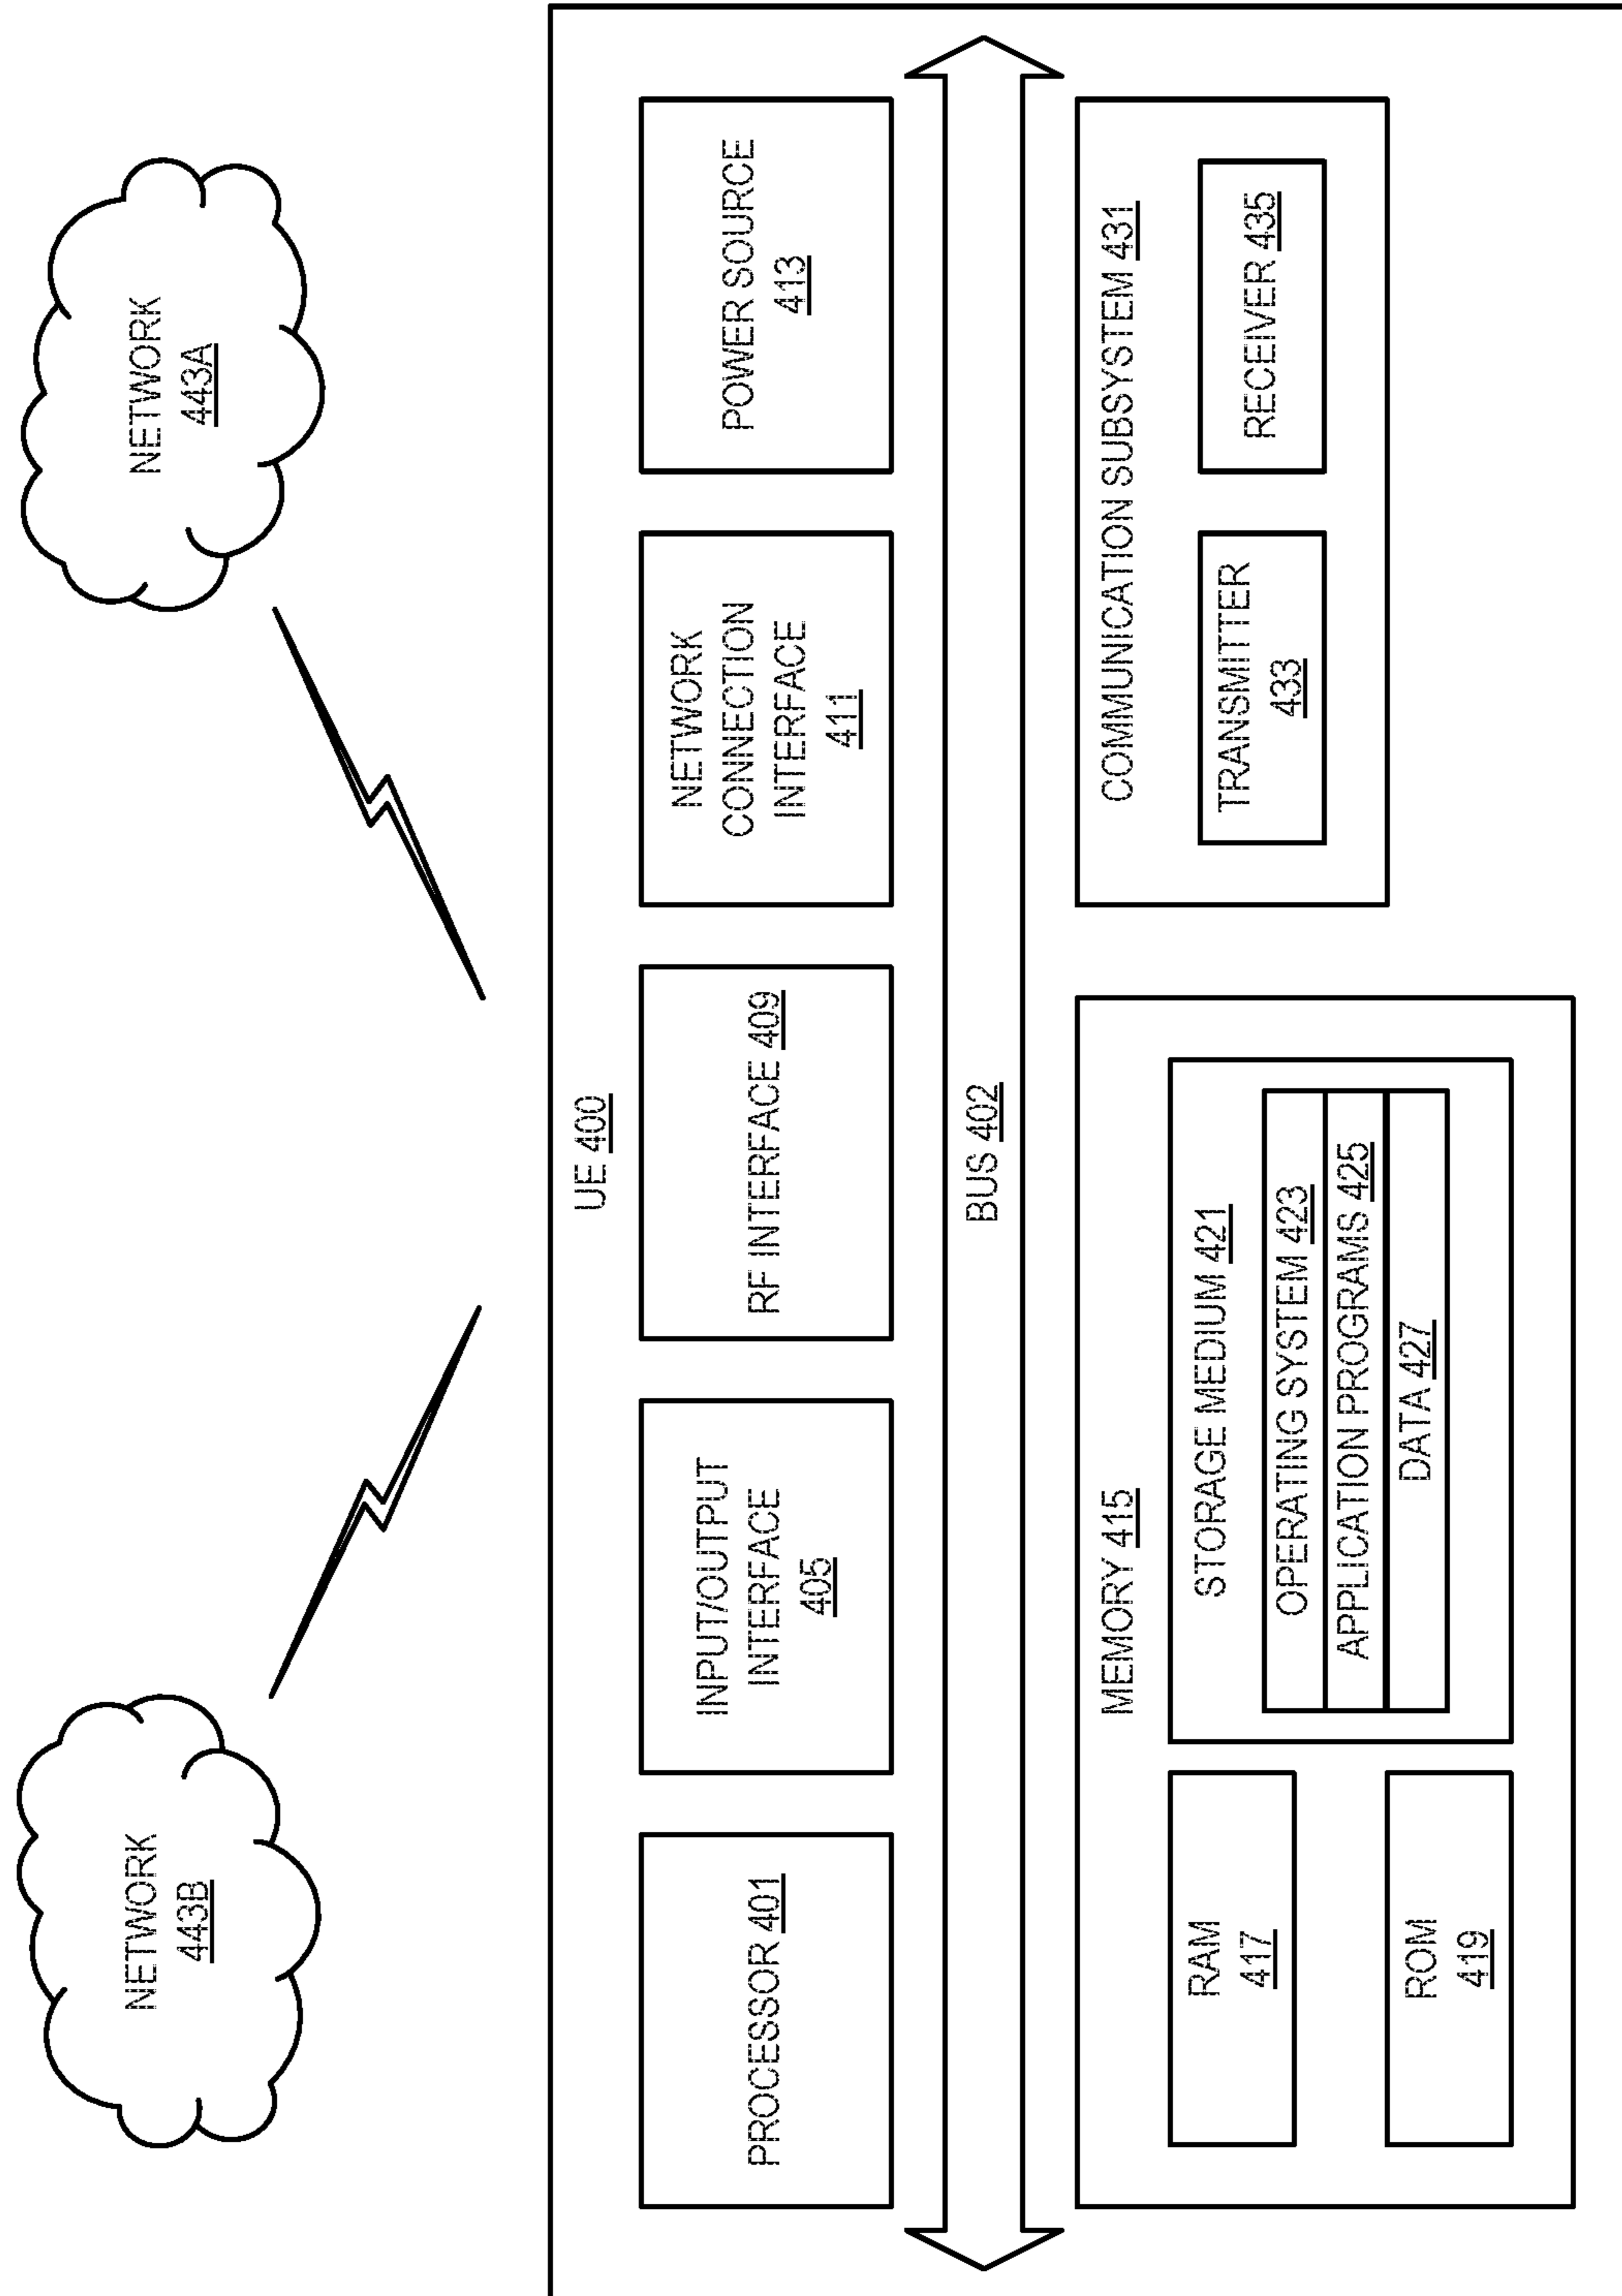 NETWORK
443B
NETWORK
443A
UE 400
PROCESSOR 401
INPUT/OUTPUT
INTERFACE
405
RF INTERFACE 409
NETWORK
CONNECTION
INTERFACE
411
POWER SOURCE
413
BUS 402
MEMORY 415
RAM
417
ROM
419
STORAGE MEDIUM 421
OPERATING SYSTEM 423
APPLICATION PROGRAMS 425
DATA 427
COMMUNICATION SUBSYSTEM 431
TRANSMITTER
433
RECEIVER 435